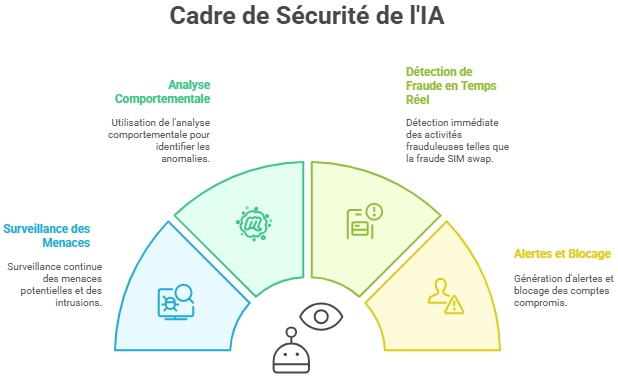 Cadre de Sécurité de l'IA
Analyse
Comportementale
Utilisation de l'analyse
comportementale pour
identifier les
anomalies.
Détection de
Fraude en Temps
Réel
Détection immédiate
des activités
frauduleuses telles que
la fraude SIM swap.
Surveillance des
Menaces
Surveillance continue
des menaces
potentielles et des
intrusions.
Alertes et Blocage
Génération d'alertes et
blocage des comptes
compromis.